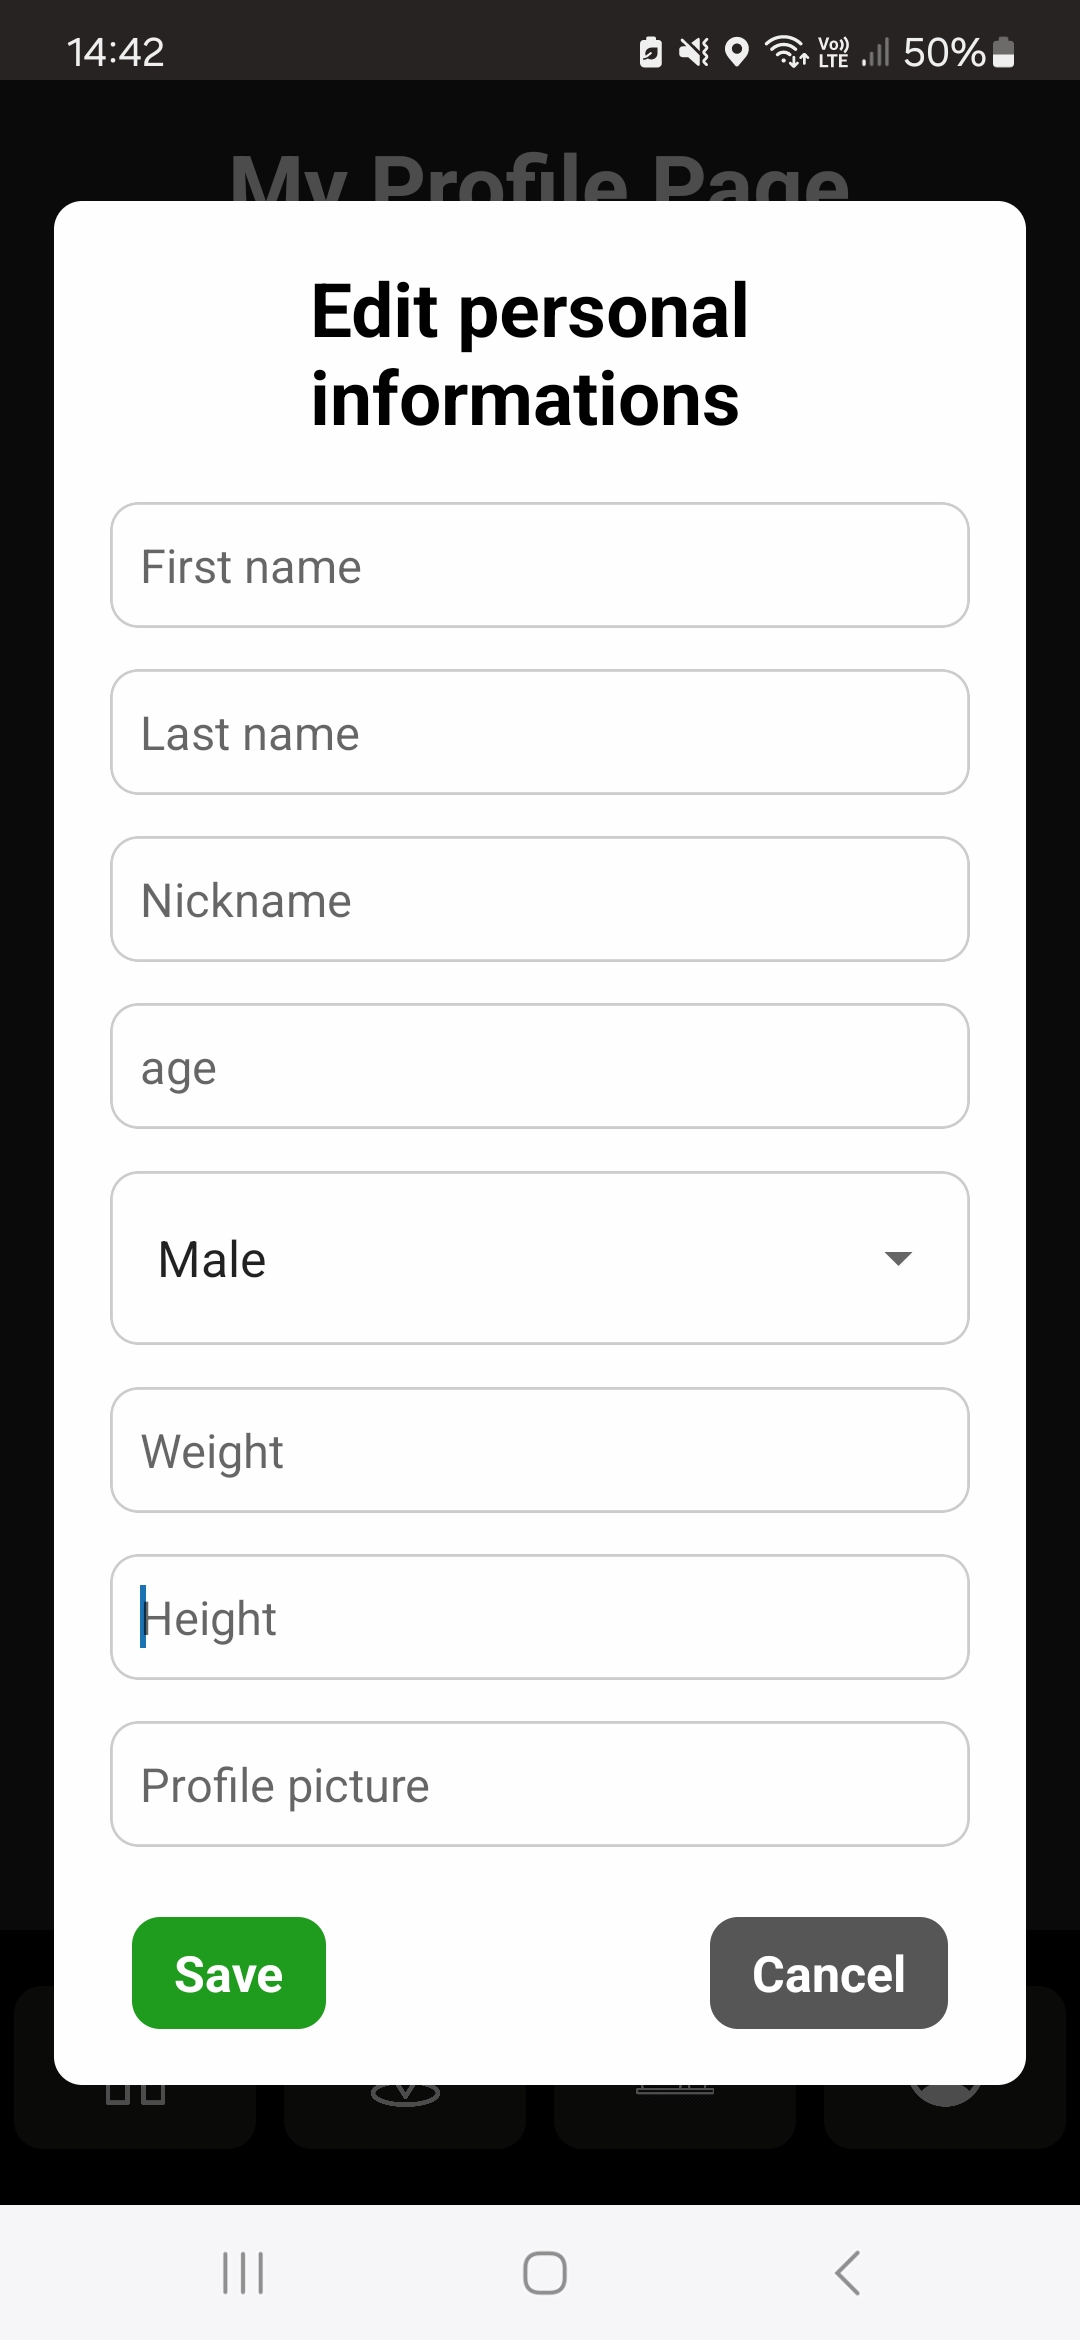 14:42
Vo)) LTE
50%
My Profile Page
Edit personal
informations
First name
Last name
Nickname
age
Male
Weight
Height
Profile picture
Save
Cancel